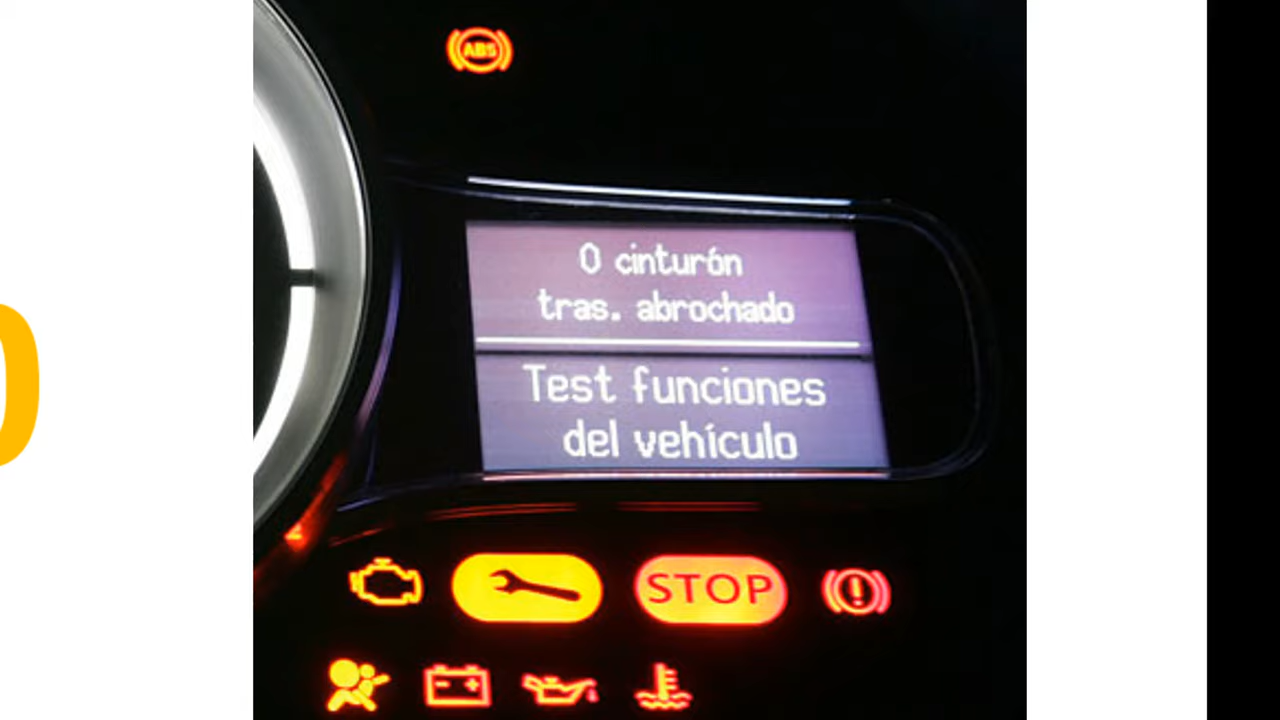 ABS
0 cinturón
tras. abrochado
Test funciones
del vehículo
STOP